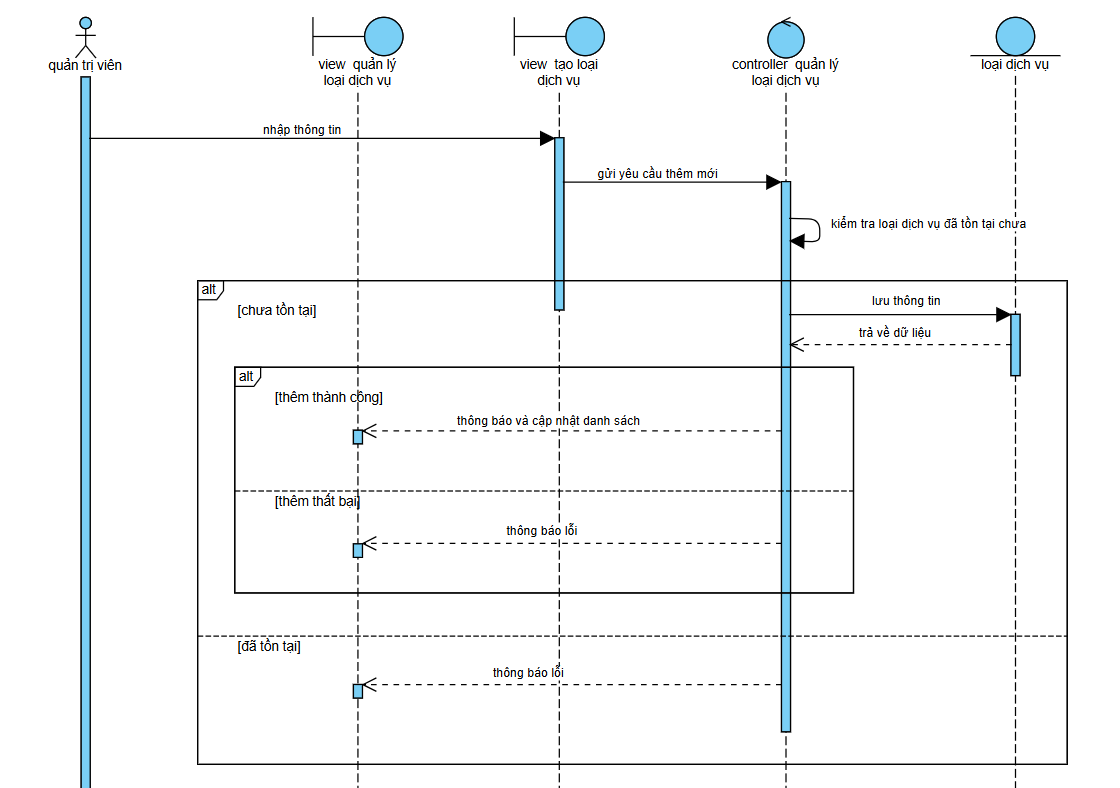 quản trị viên
view quản lý
loại dịch vụ
view tạo loại
dịch vụ
controller quản lý
loại dịch vụ
loại dịch vụ
nhập thông tin
gửi yêu cầu thêm mới
kiểm tra loại dịch vụ đã tồn tại chưa
alt
[chưa tồn tại]
lưu thông tin
trả về dữ liệu
alt
[thêm thành công]
thông báo và cập nhật danh sách
[thêm thất bại]
thông báo lỗi
[đã tồn tại]
thông báo lỗi